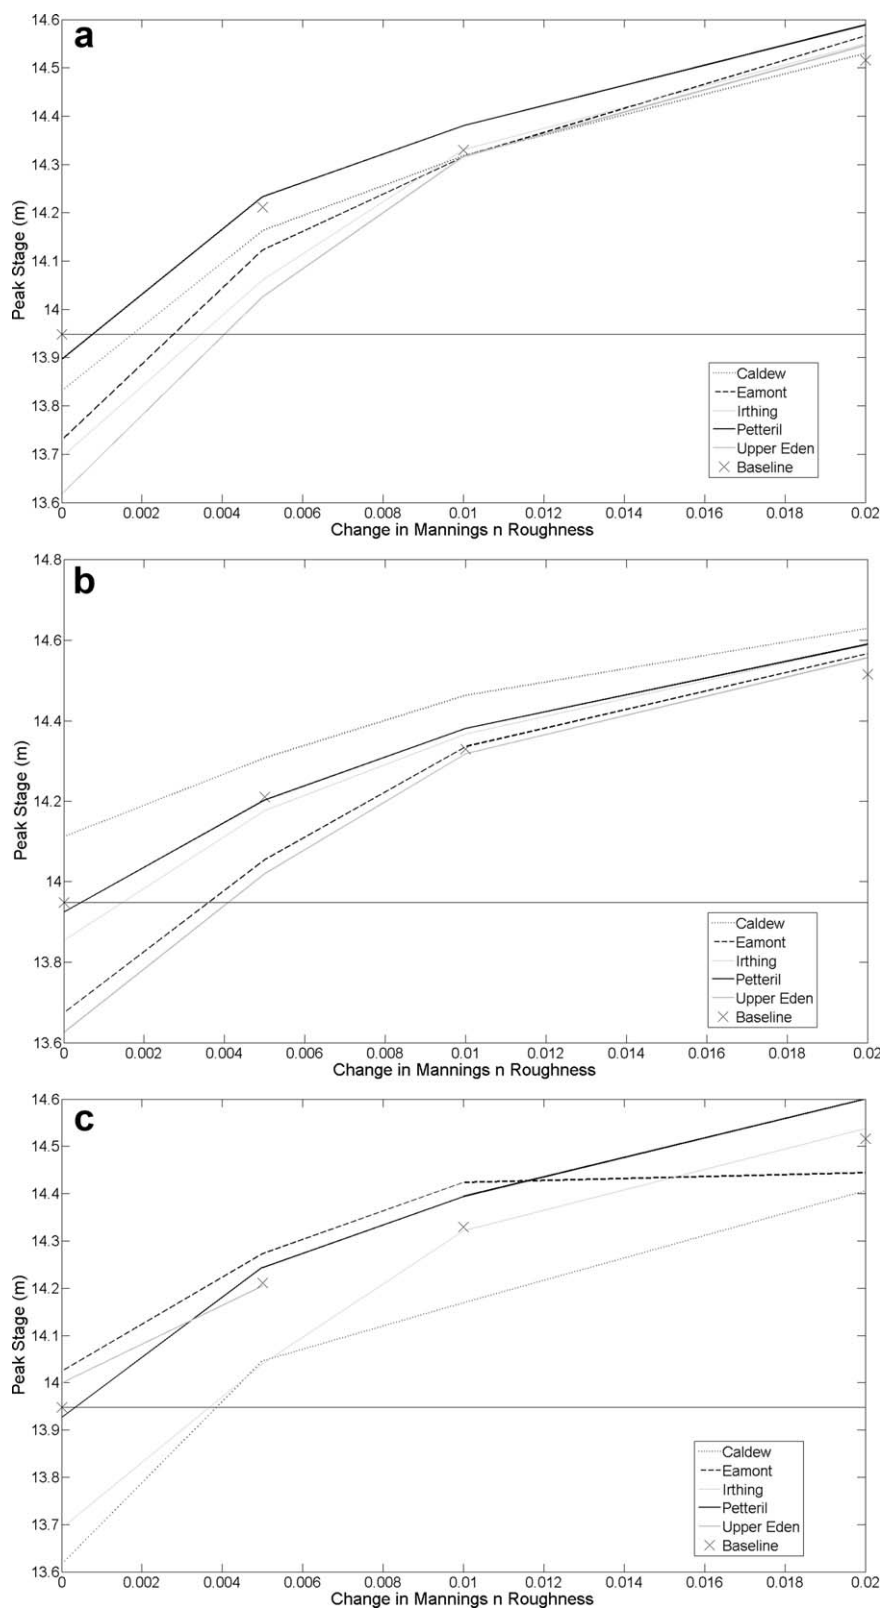 a
14.6
14.5
14.4
14.3
14.2
14.1
14
13.9
13.8
13.7
13.6
Peak Stage (m)
Caldew
Eamont
Irthing
Petteril
Upper Eden
Baseline
0 0.002 0.004 0.006 0.008 0.01 0.012 0.014 0.016 0.018 0.02
Change in Mannings n Roughness
b
14.8
14.6
14.4
14.2
14
13.8
13.6
Peak Stage (m)
Caldew
Eamont
Irthing
Petteril
Upper Eden
Baseline
0 0.002 0.004 0.006 0.008 0.01 0.012 0.014 0.016 0.018 0.02
Change in Mannings n Roughness
c
14.6
14.5
14.4
14.3
14.2
14.1
14
13.9
13.8
13.7
13.6
Peak Stage (m)
Caldew
Eamont
Irthing
Petteril
Upper Eden
Baseline
0 0.002 0.004 0.006 0.008 0.01 0.012 0.014 0.016 0.018 0.02
Change in Mannings n Roughness